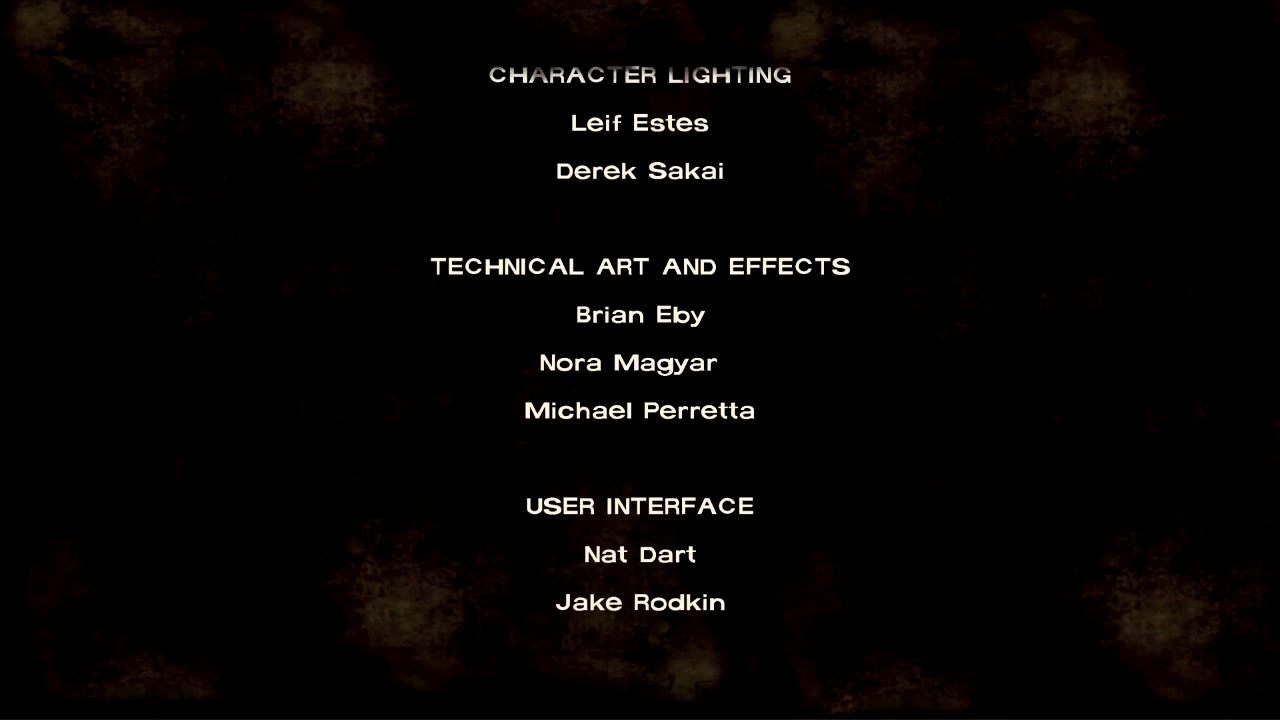 CHARACTER LIGHTING
Leif Estes
Derek Sakai
TECHNICAL ART AND EFFECTS
Brian Eby
Nora Magyar
Michael Perretta
USER INTERFACE
Nat Dart
Jake Rodkin